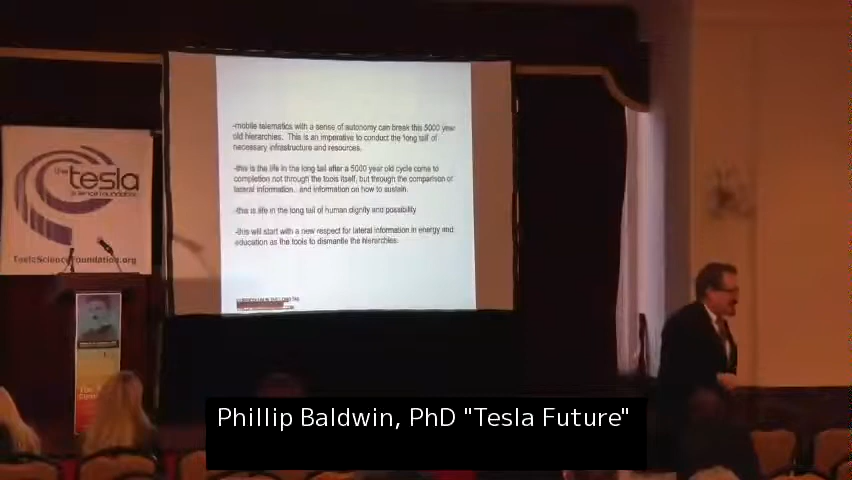 the tesla
science foundation
TeslaScienceFoundation.org
-mobile telematics with a sense of autonomy can break this 5000 year
old hierarchies. This is an imperative to conduct the 'long tail' of
necessary infrastructure and resources.
-this is the life in the long tail after a 5000 year old cycle come to
completion not through the tools itself, but through the comparison of
lateral information. and information on how to sustain.
-this is life in the long tail of human dignity and possibility
-this will start with a new respect for lateral information in energy and
education as the tools to dismantle the hierarchies.
Phillip Baldwin, PhD "Tesla Future"